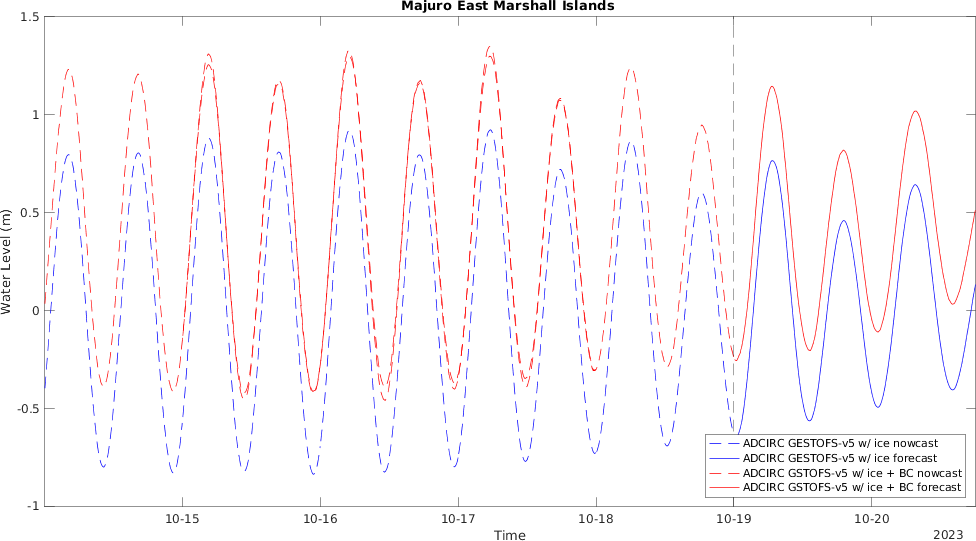 Majuro East Marshall Islands
1.5
1
0.5
0
-0.5
-1
Water Level (m)
10-15
10-16
10-17
10-18
10-19
10-20
Time
2023
ADCIRC GESTOFS-v5 w/ ice nowcast
ADCIRC GESTOFS-v5 w/ ice forecast
ADCIRC GSTOFS-v5 w/ ice + BC nowcast
ADCIRC GSTOFS-v5 w/ ice + BC forecast